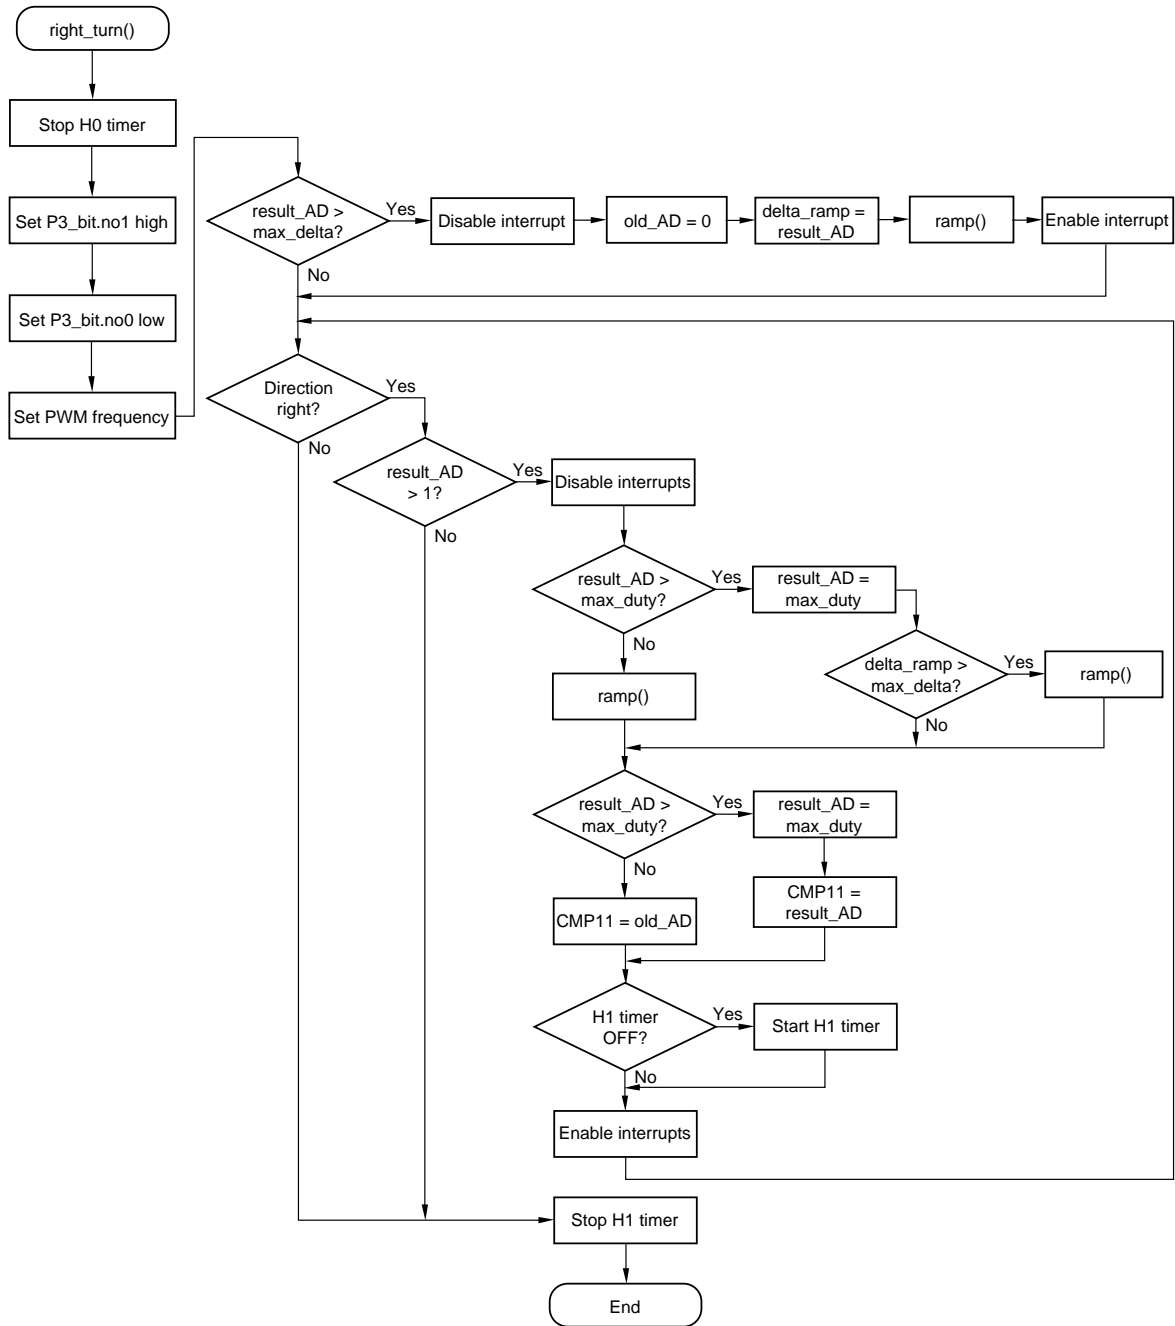 right_turn()
Stop H0 timer
Set P3_bit.no1 high
Set P3_bit.no0 low
Set PWM frequency
result_AD >
max_delta?
Yes
No
Disable interrupt
old_AD = 0
delta_ramp =
result_AD
ramp()
Enable interrupt
Direction
right?
Yes
No
result_AD
> 1?
Yes
No
Disable interrupts
result_AD >
max_duty?
Yes
No
result_AD =
max_duty
delta_ramp >
max_delta?
Yes
No
ramp()
ramp()
result_AD >
max_duty?
Yes
No
result_AD =
max_duty
CMP11 =
result_AD
CMP11 = old_AD
H1 timer
OFF?
Yes
No
Start H1 timer
Enable interrupts
Stop H1 timer
End